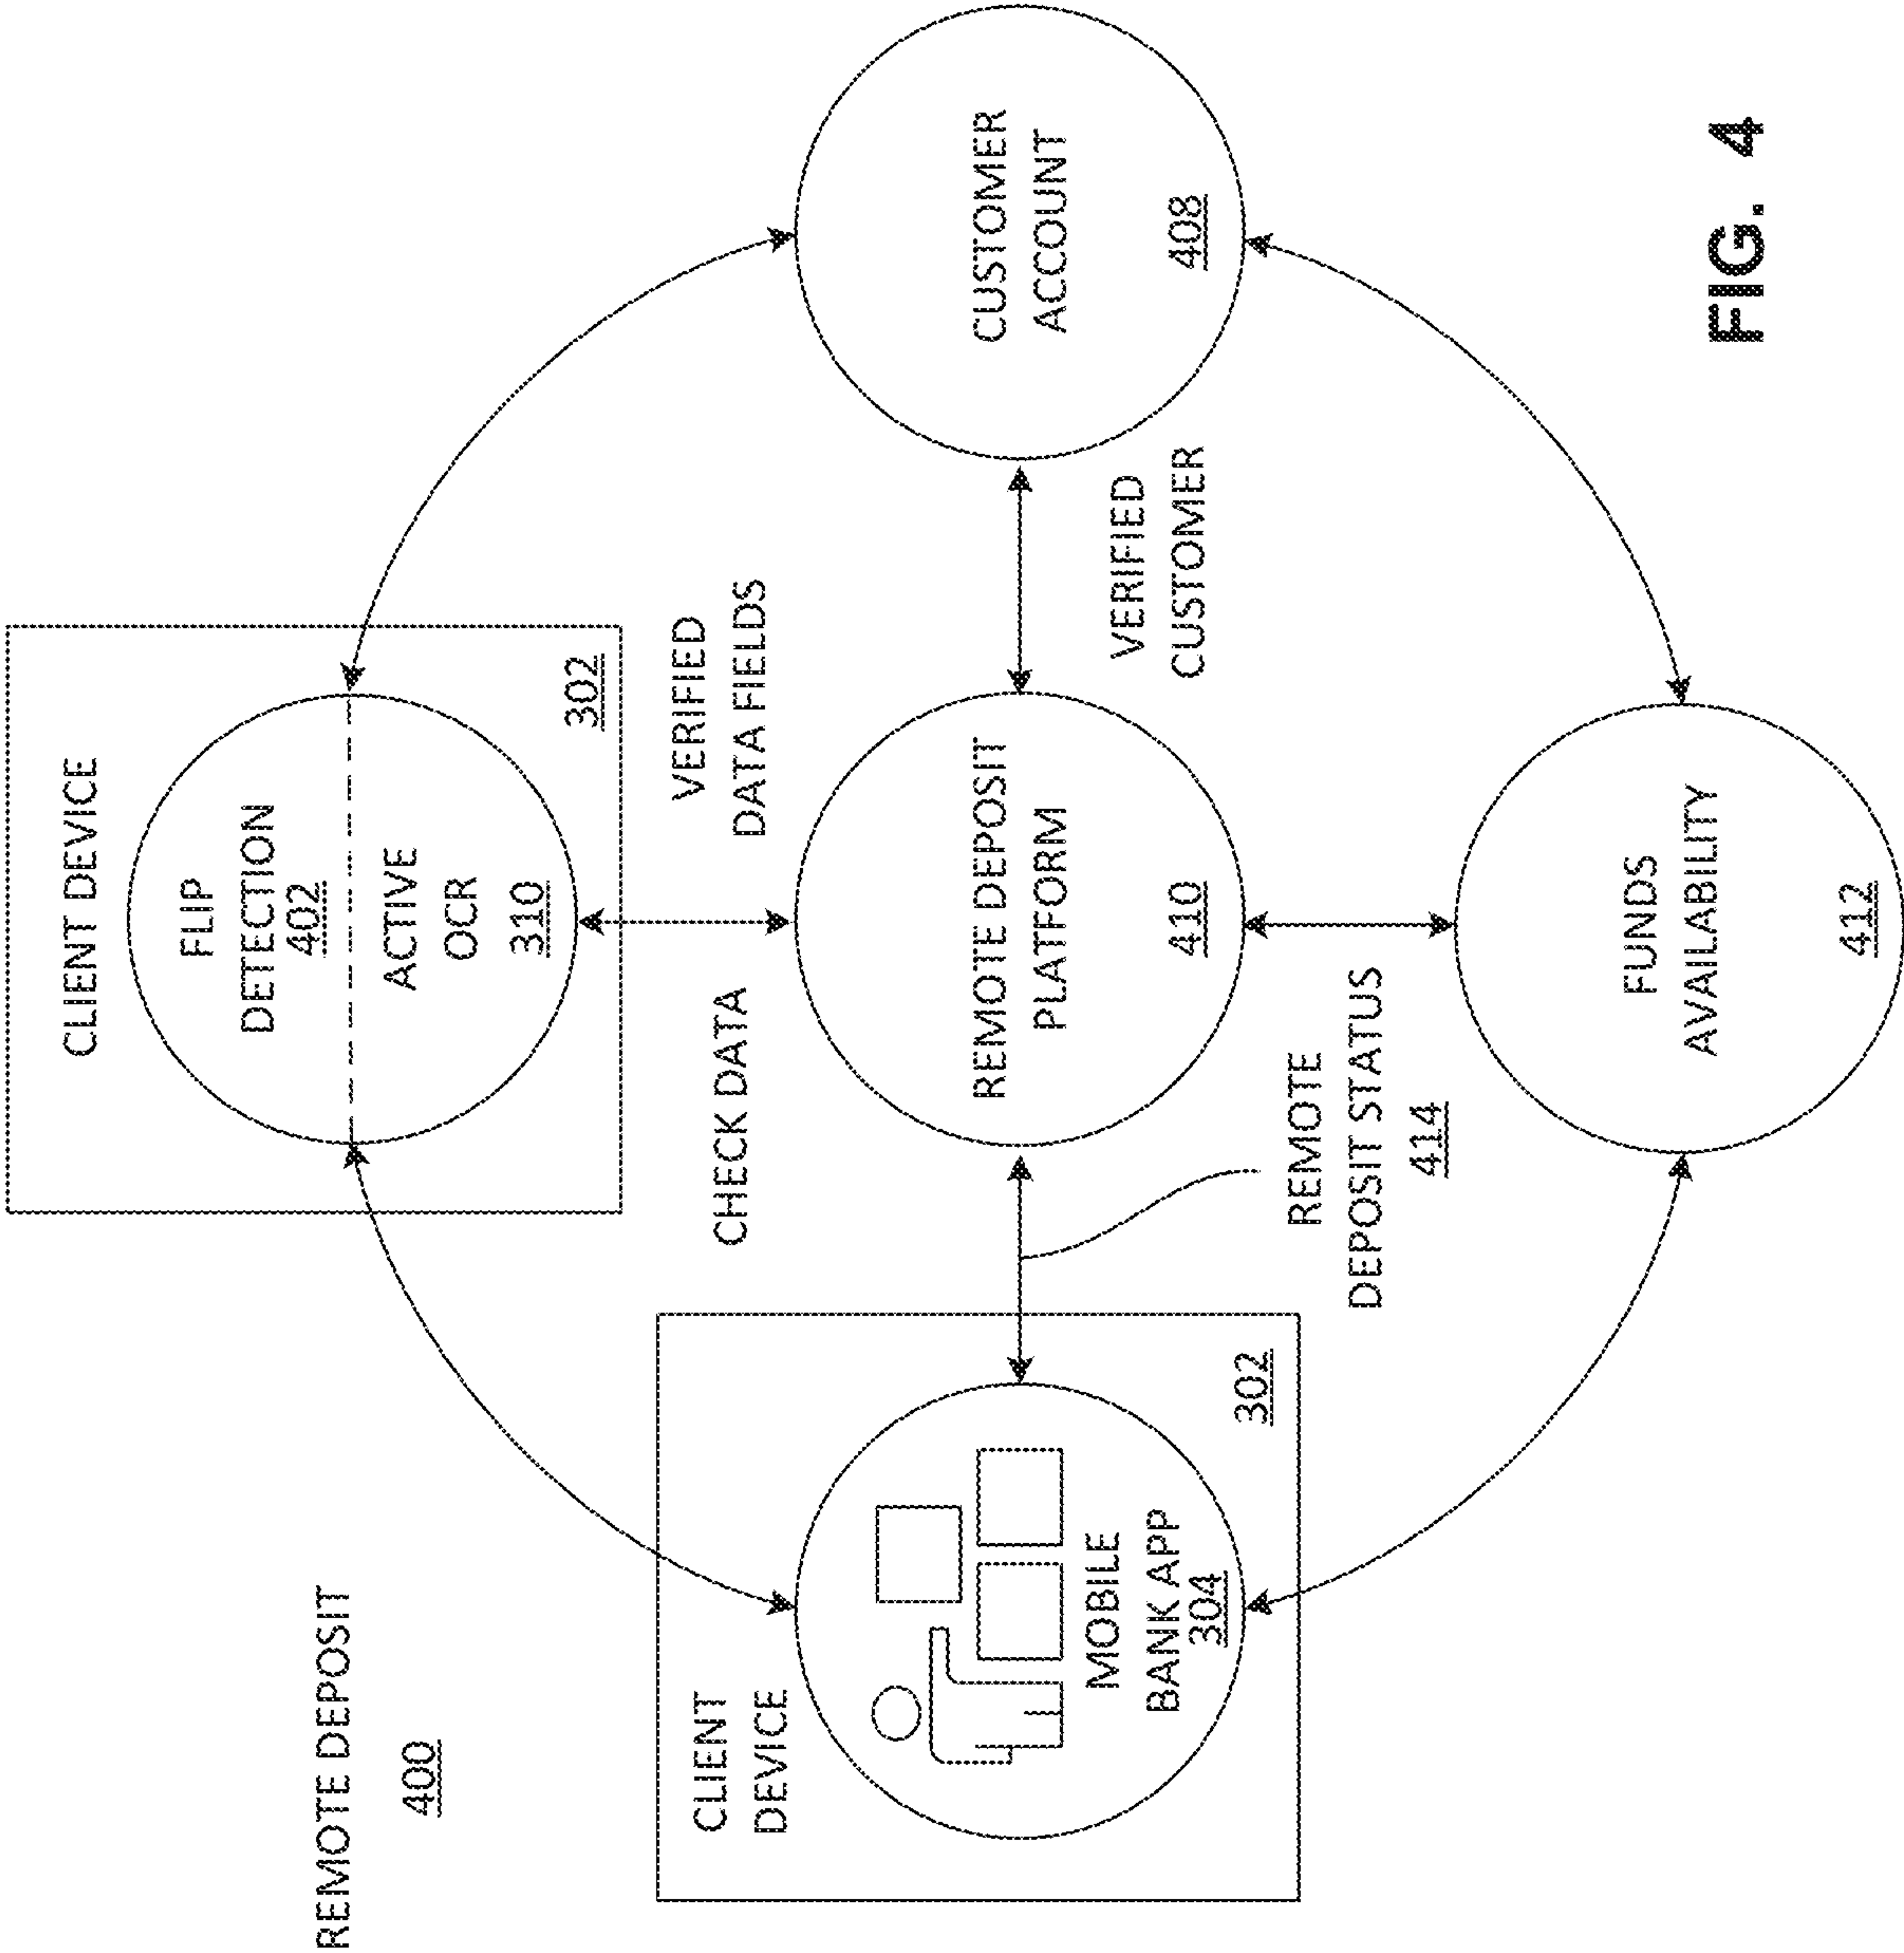 REMOTE DEPOSIT
400
CLIENT DEVICE
FLIP
DETECTION
402
ACTIVE
OCR
310
302
CHECK DATA
VERIFIED
DATA FIELDS
CLIENT
DEVICE
MOBILE
BANK APP
304
302
REMOTE DEPOSIT
PLATFORM
410
CUSTOMER
ACCOUNT
408
VERIFIED
CUSTOMER
REMOTE
DEPOSIT STATUS
414
FUNDS
AVAILABILITY
412
FIG. 4